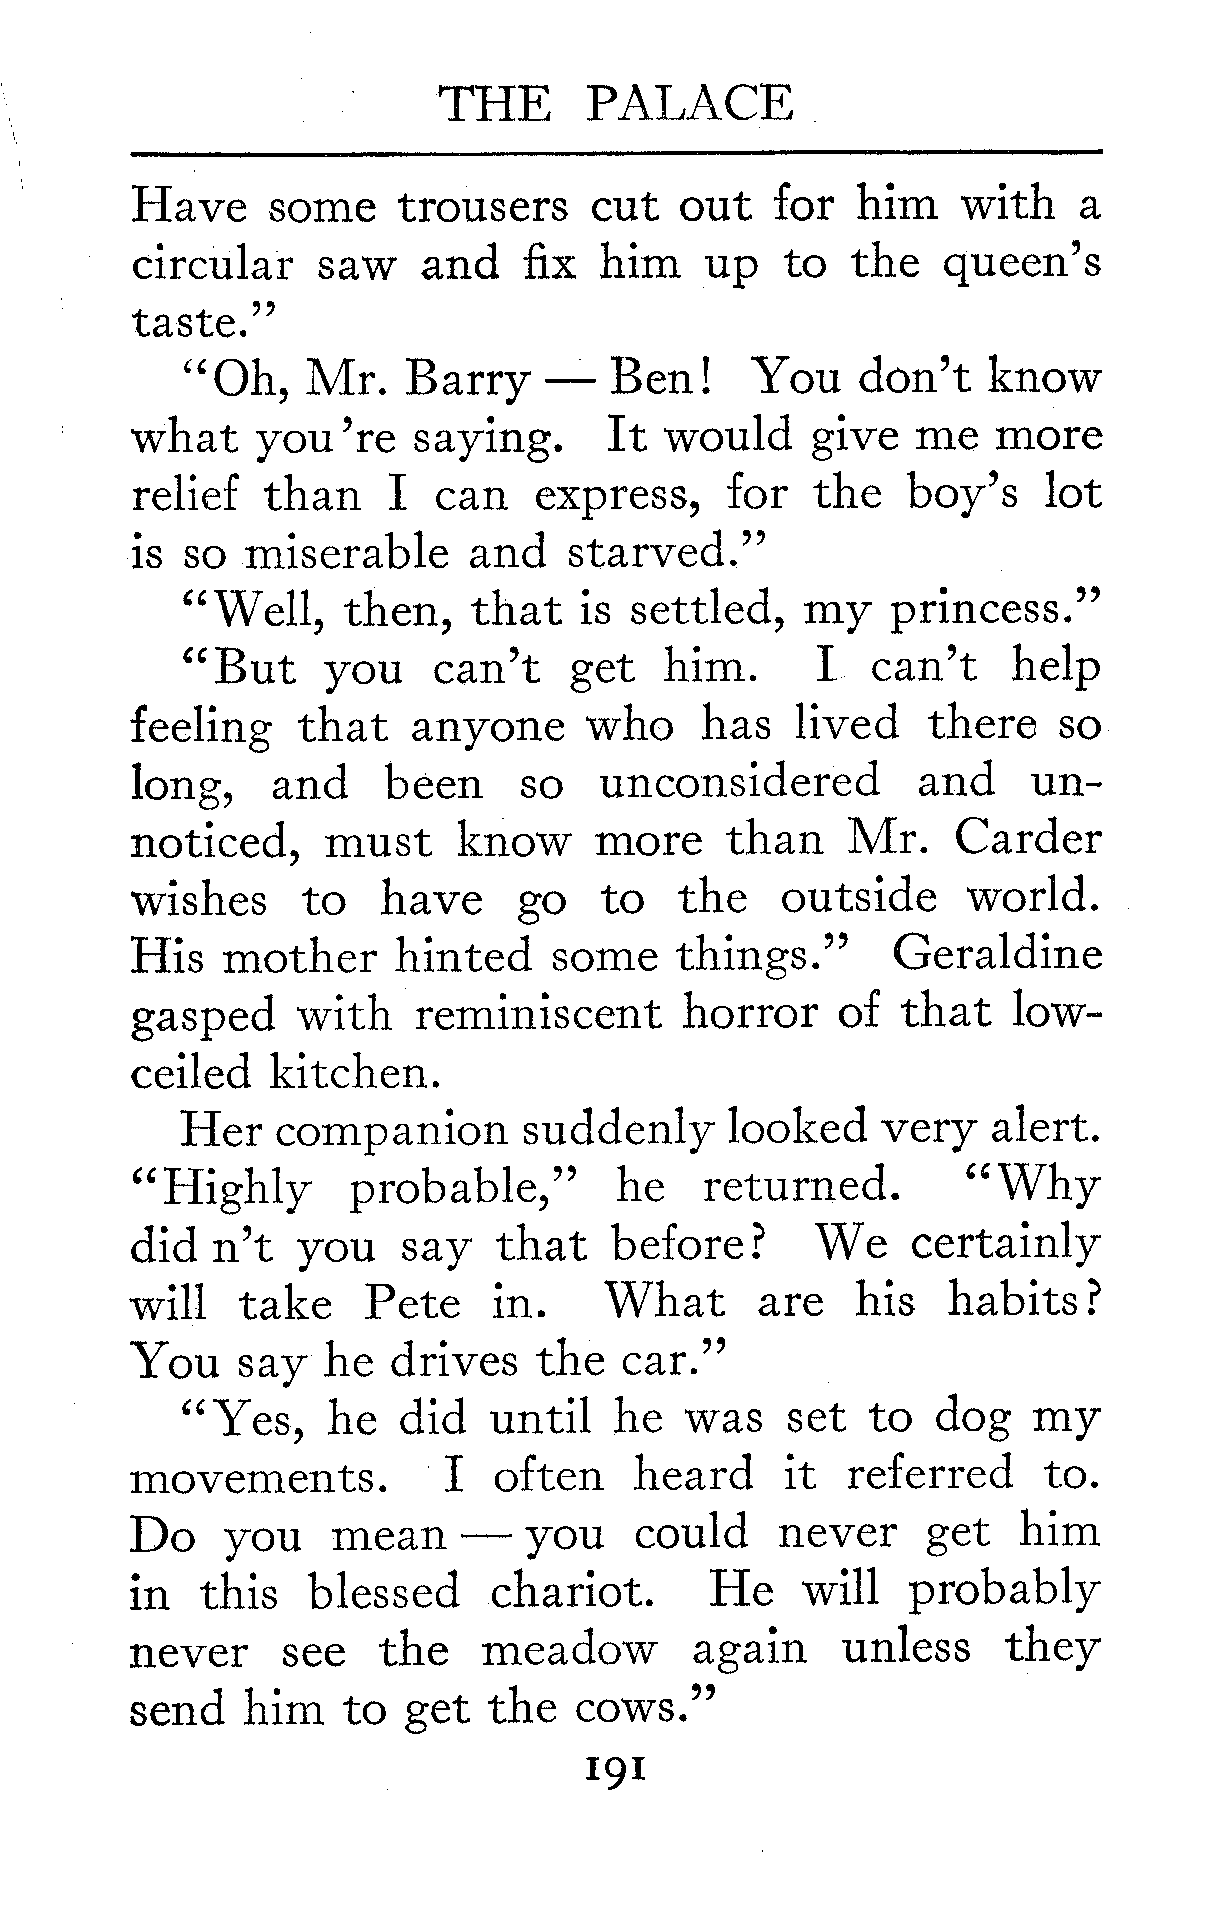 THE PALACE
Have some trousers cut out for him with a
circular saw and fix him up to the queen's
taste."
"Oh, Mr. Barry — Ben! You don't know
what you 're saying. It would give me more
relief than I can express, for the boy's lot
is so miserable and starved."
"Well, then, that is settled, my princess."
"But you can't get him. I can't help
feeling that anyone who has lived there so
long, and been so unconsidered and un-
noticed, must know more than Mr. Carder
wishes to have go to the outside world.
His mother hinted some things." Geraldine
gasped with reminiscent horror of that low-
ceiled kitchen.
Her companion suddenly looked very alert.
"Highly probable," he returned. "Why
did n't you say that before? We certainly
will take Pete in. What are his habits?
You say he drives the car."
"Yes, he did until he was set to dog my
movements. I often heard it referred to.
Do you mean — you could never get him
in this blessed chariot. He will probably
never see the meadow again unless they
send him to get the cows."
191